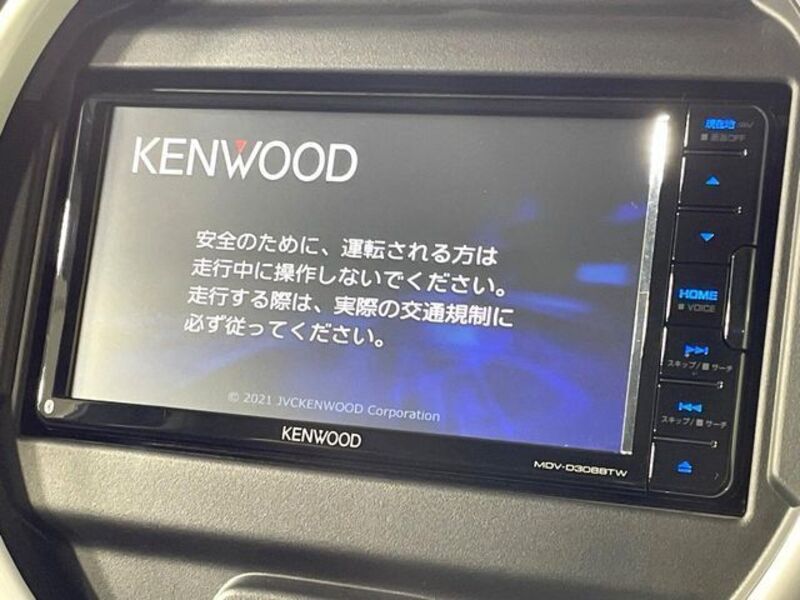 KENWOOD
安全のために、運転される方は
走行中に操作しないでください。
走行する際は、実際の交通規制に
必ず従ってください。
© 2021 JVCKENWOOD Corporation
KENWOOD
MDV-D308BTW
現在地
HOME
■ VOICE
スキップ/■サーチ
スキップ/■サーチ